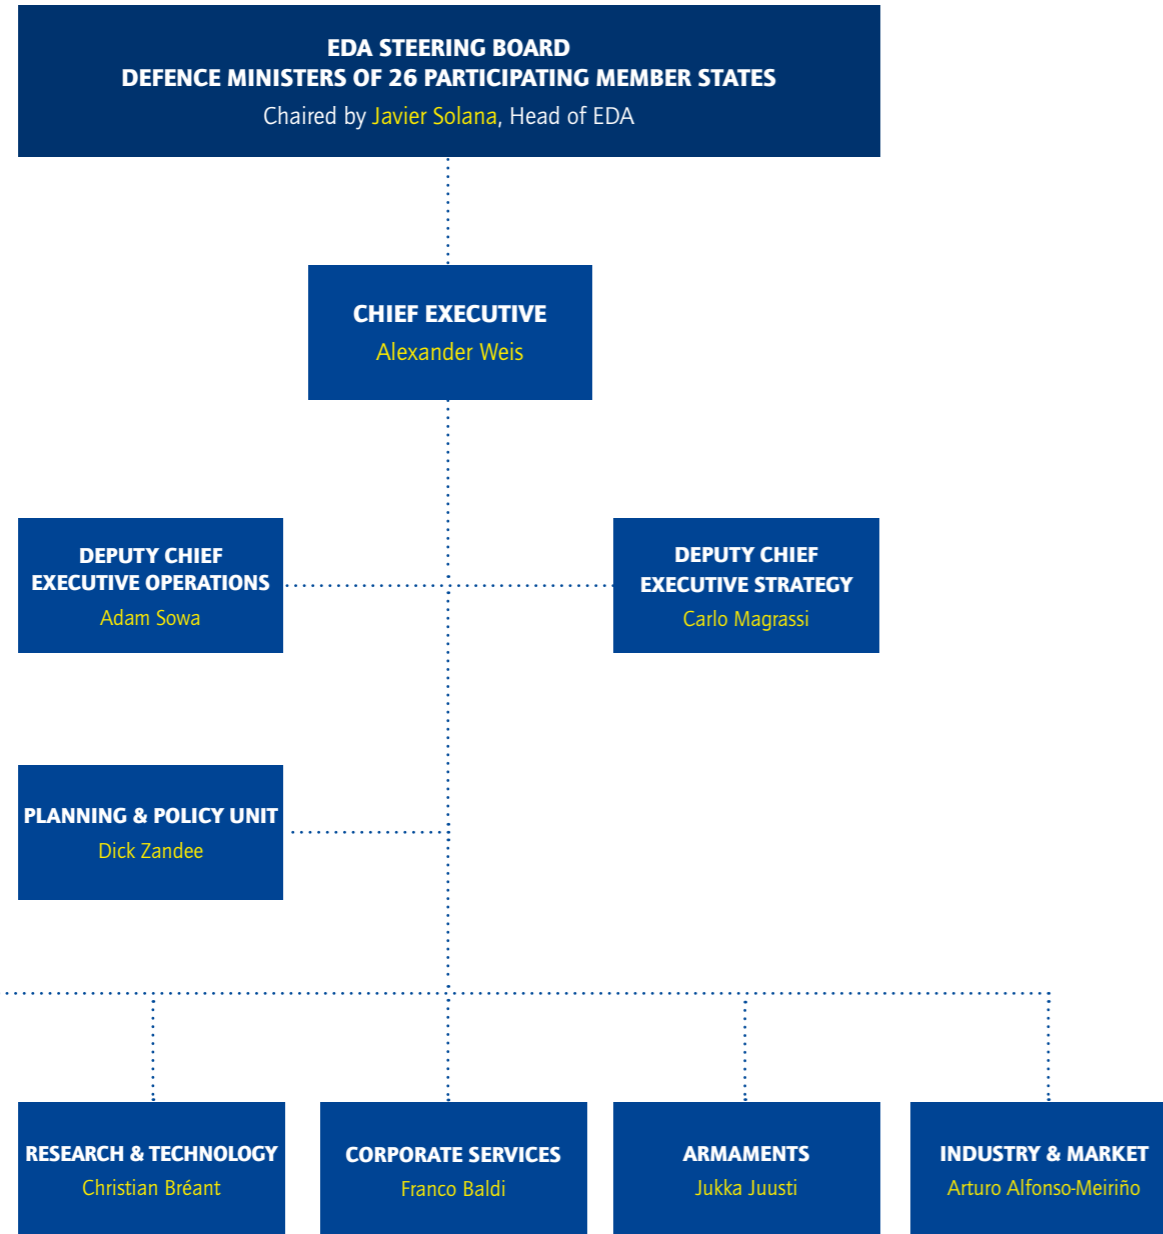 EDA STEERING BOARD
DEFENCE MINISTERS OF 26 PARTICIPATING MEMBER STATES
Chaired by Javier Solana, Head of EDA
CHIEF EXECUTIVE
Alexander Weis
DEPUTY CHIEF
EXECUTIVE OPERATIONS
Adam Sowa
DEPUTY CHIEF
EXECUTIVE STRATEGY
Carlo Magrassi
PLANNING & POLICY UNIT
Dick Zandee
RESEARCH & TECHNOLOGY
Christian Bréant
CORPORATE SERVICES
Franco Baldi
ARMAMENTS
Jukka Juusti
INDUSTRY & MARKET
Arturo Alfonso-Meiriño